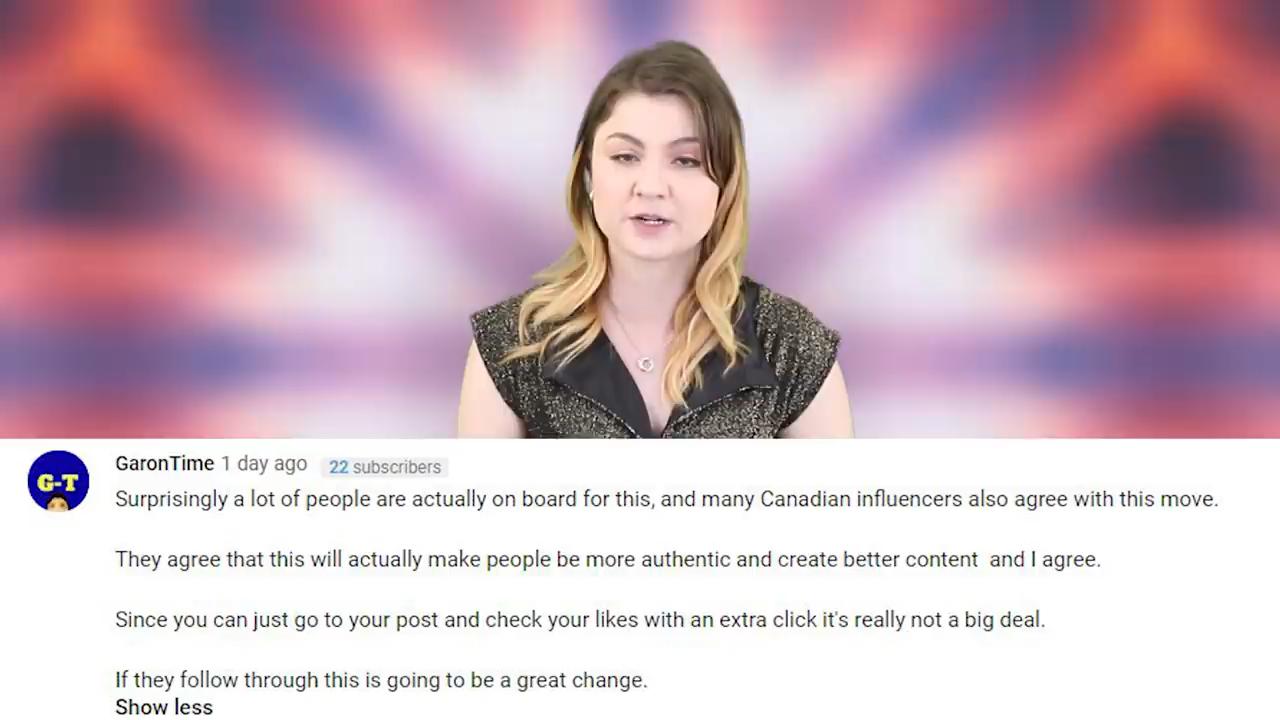 G-T
GaronTime 1 day ago 22 subscribers
Surprisingly a lot of people are actually on board for this, and many Canadian influencers also agree with this move.
They agree that this will actually make people be more authentic and create better content  and I agree.
Since you can just go to your post and check your likes with an extra click it's really not a big deal.
If they follow through this is going to be a great change.
Show less